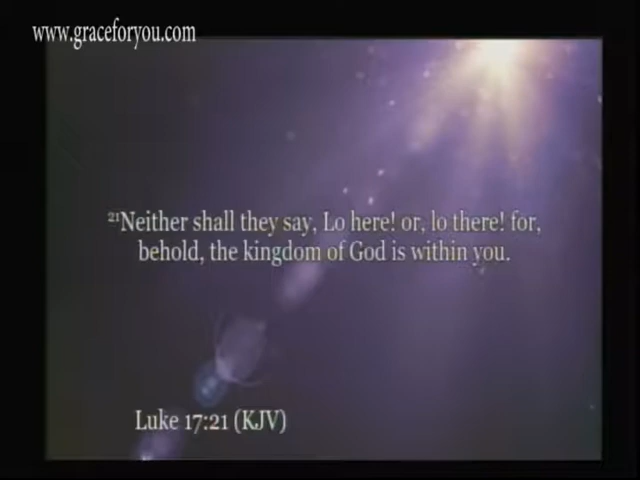 www.graceforyou.com
²¹Neither shall they say, Lo here! or, lo there! for,
behold, the kingdom of God is within you.
Luke 17:21 (KJV)